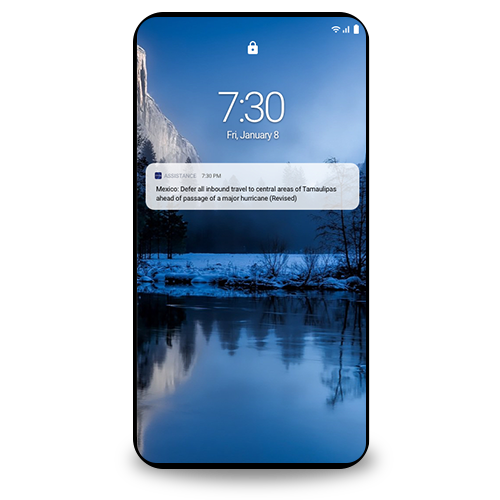 7:30
Fri, January 8
ASSISTANCE 7:30 PM
Mexico: Defer all inbound travel to central areas of Tamaulipas
ahead of passage of a major hurricane (Revised)